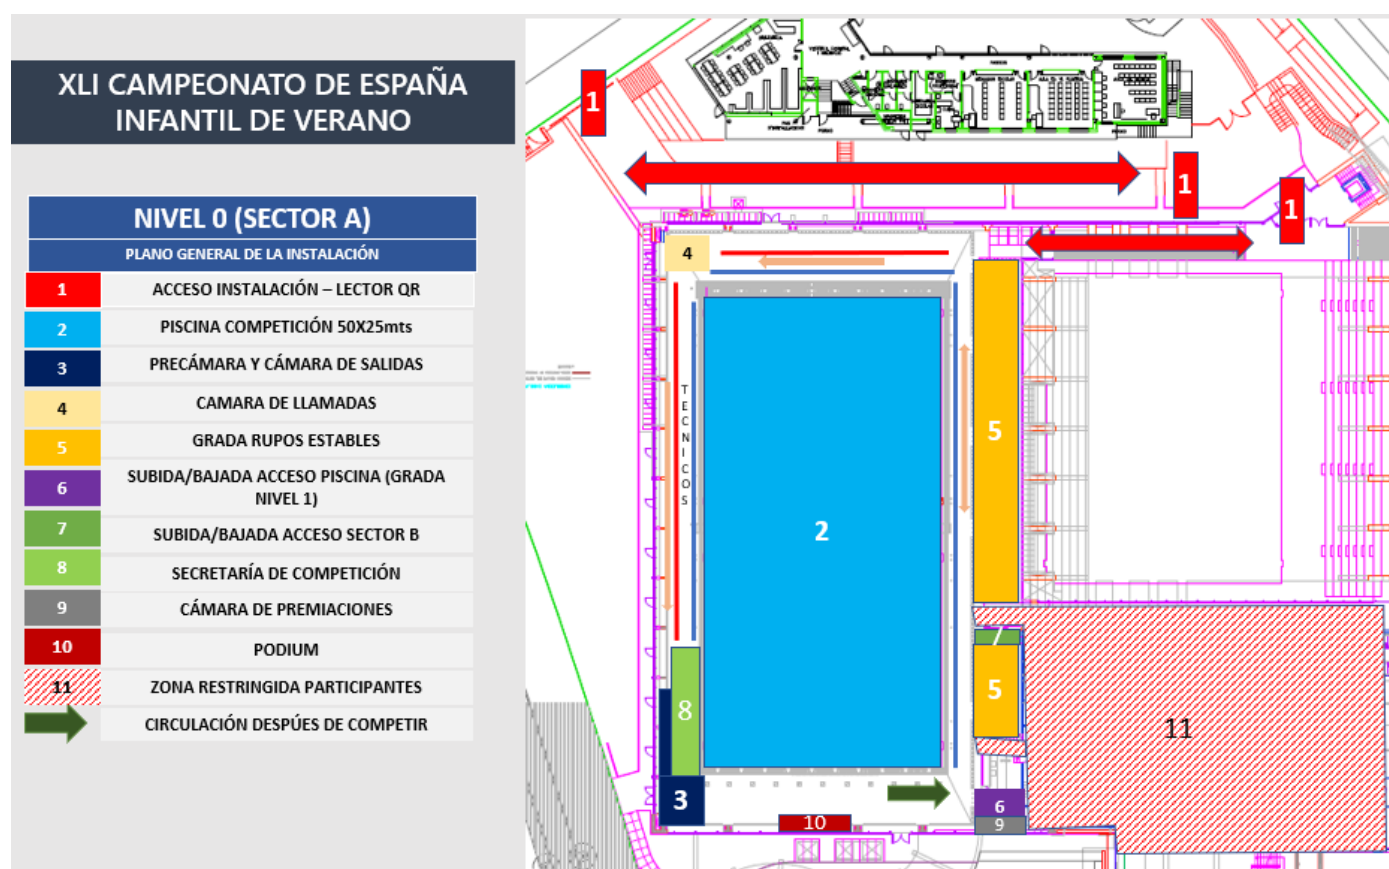 XLI CAMPEONATO DE ESPAÑA
INFANTIL DE VERANO
NIVEL 0 (SECTOR A)
PLANO GENERAL DE LA INSTALACIÓN
1 ACCESO INSTALACIÓN – LECTOR QR
2 PISCINA COMPETICIÓN 50X25mts
3 PRECÁMARA Y CÁMARA DE SALIDAS
4 CAMARA DE LLAMADAS
5 GRADA RUPOS ESTABLES
6 SUBIDA/BAJADA ACCESO PISCINA (GRADA
NIVEL 1)
7 SUBIDA/BAJADA ACCESO SECTOR B
8 SECRETARÍA DE COMPETICIÓN
9 CÁMARA DE PREMIACIONES
10 PODIUM
11 ZONA RESTRINGIDA PARTICIPANTES
CIRCULACIÓN DESPÚES DE COMPETIR
1
1
1
4
TECNICOS
5
2
7
5
8
11
3
6
10
9